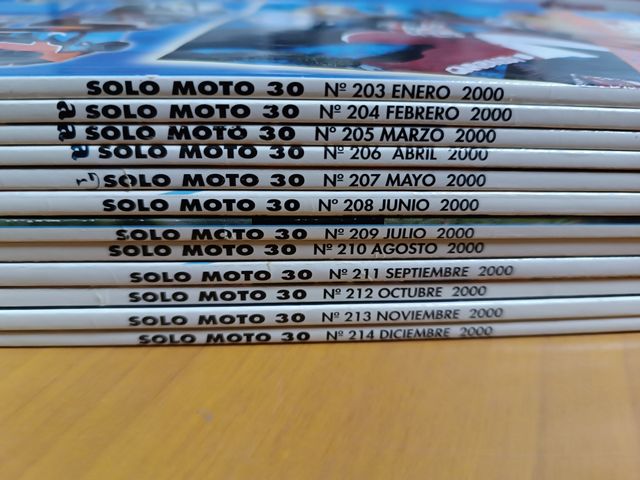 SOLO MOTO 30 Nº 203 ENERO 2000
SOLO MOTO 30 Nº 204 FEBRERO 2000
SOLO MOTO 30 Nº 205 MARZO 2000
SOLO MOTO 30 Nº 206 ABRIL 2000
SOLO MOTO 30 Nº 207 MAYO 2000
SOLO MOTO 30 Nº 208 JUNIO 2000
SOLO MOTO 30 Nº 209 JULIO 2000
SOLO MOTO 30 Nº 210 AGOSTO 2000
SOLO MOTO 30 Nº 211 SEPTIEMBRE 2000
SOLO MOTO 30 Nº 212 OCTUBRE 2000
SOLO MOTO 30 Nº 213 NOVIEMBRE 2000
SOLO MOTO 30 Nº 214 DICIEMBRE 2000